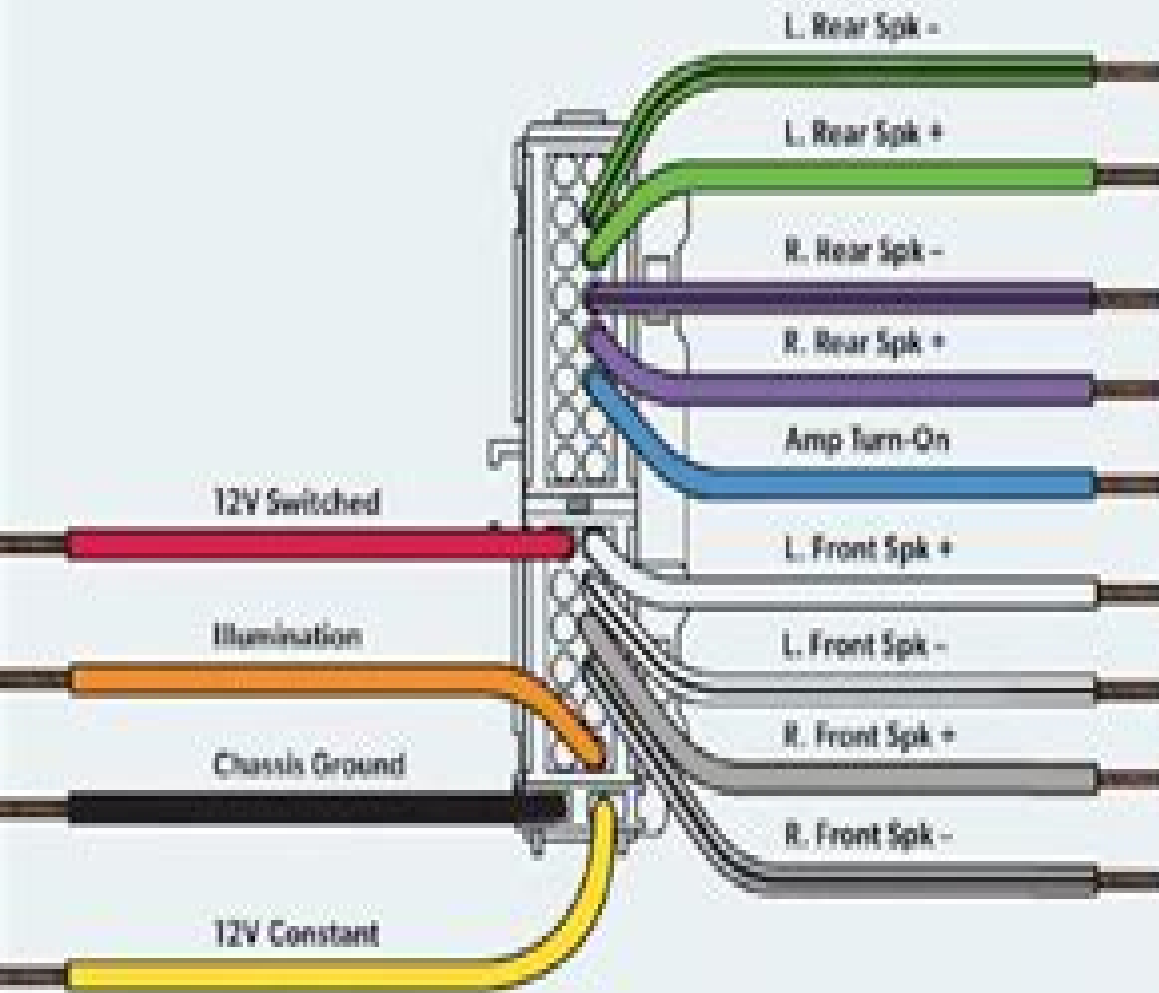 L. Rear Spk -
L. Rear Spk +
R. Rear Spk -
R. Rear Spk +
Amp Turn-On
12V Switched
L. Front Spk +
Illumination
L. Front Spk -
R. Front Spk +
Chassis Ground
R. Front Spk -
12V Constant